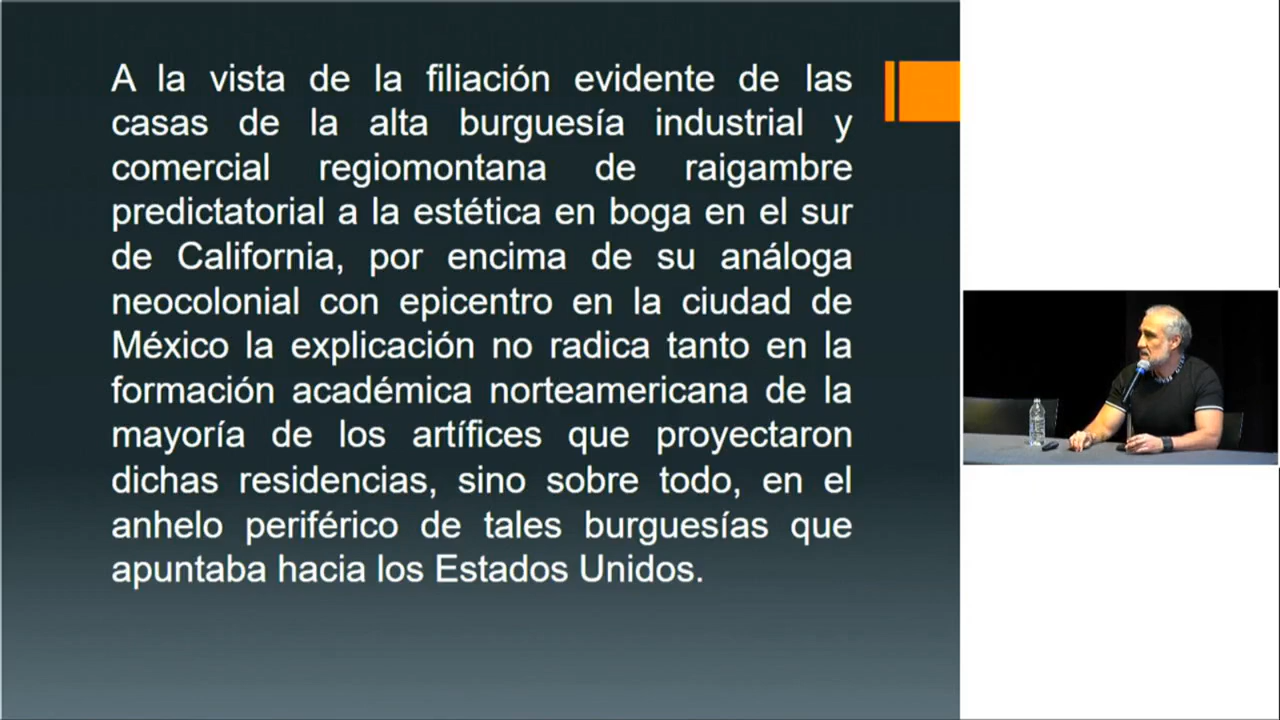 A la vista de la filiación evidente de las
casas de la alta burguesía industrial y
comercial regiomontana de raigambre
predictatorial a la estética en boga en el sur
de California, por encima de su análoga
neocolonial con epicentro en la ciudad de
México la explicación no radica tanto en la
formación académica norteamericana de la
mayoría de los artífices que proyectaron
dichas residencias, sino sobre todo, en el
anhelo periférico de tales burguesías que
apuntaba hacia los Estados Unidos.